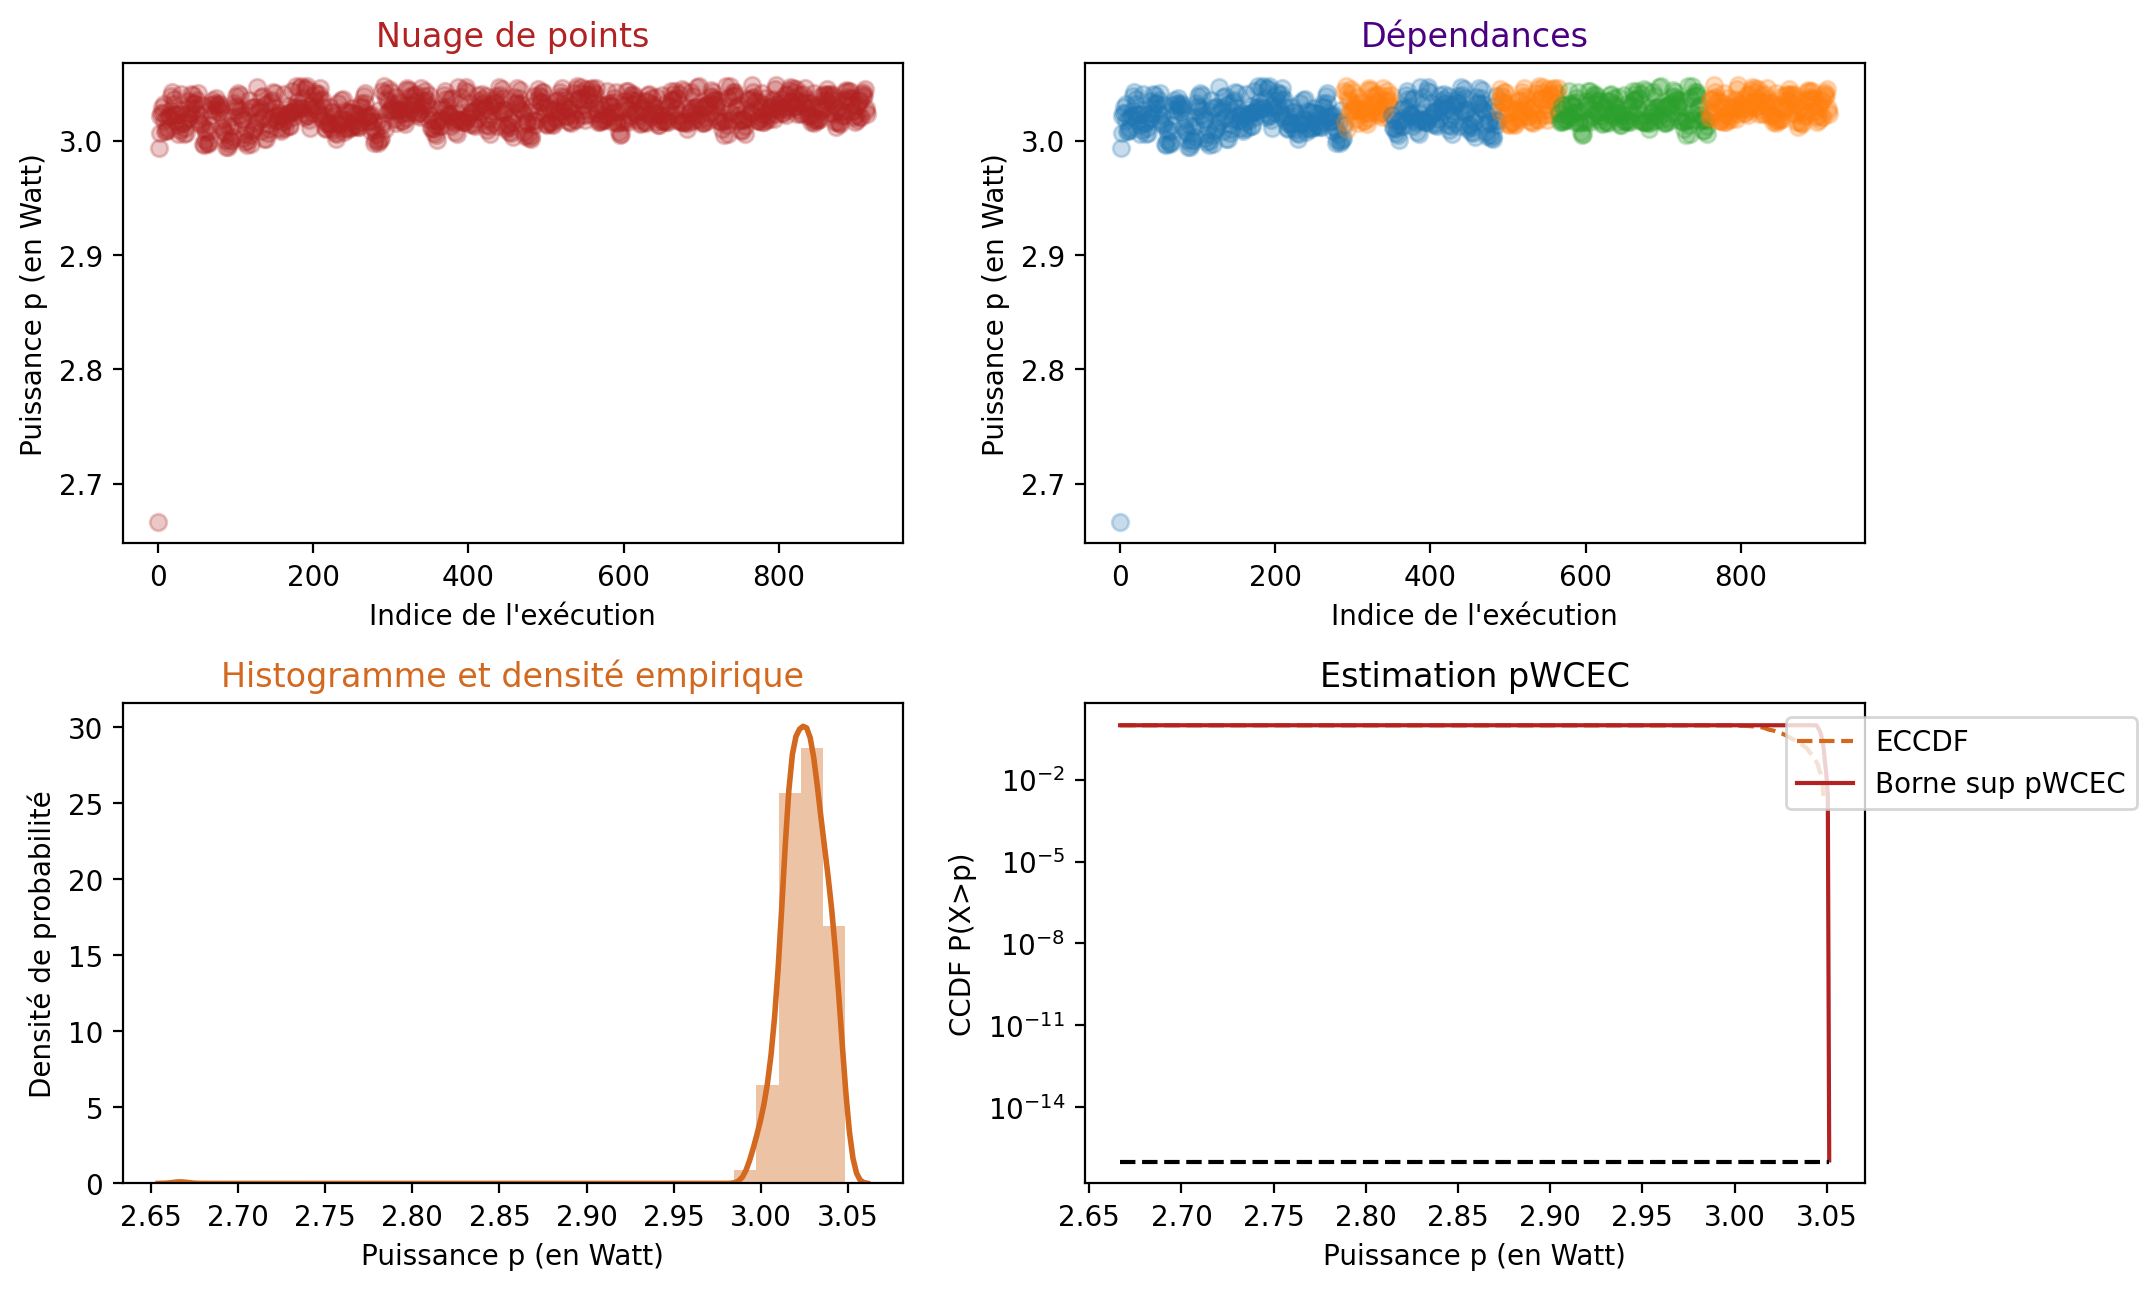 Nuage de points
Puissance p (en Watt)
3.0
2.9
2.8
2.7
0 200 400 600 800
Indice de l'exécution
Dépendances
Puissance p (en Watt)
3.0
2.9
2.8
2.7
0 200 400 600 800
Indice de l'exécution
Histogramme et densité empirique
Densité de probabilité
30
25
20
15
10
5
0
2.65 2.70 2.75 2.80 2.85 2.90 2.95 3.00 3.05
Puissance p (en Watt)
Estimation pWCEC
ECCDF
Borne sup pWCEC
CCDF P(X>p)
10⁻²
10⁻⁵
10⁻⁸
10⁻¹¹
10⁻¹⁴
2.65 2.70 2.75 2.80 2.85 2.90 2.95 3.00 3.05
Puissance p (en Watt)